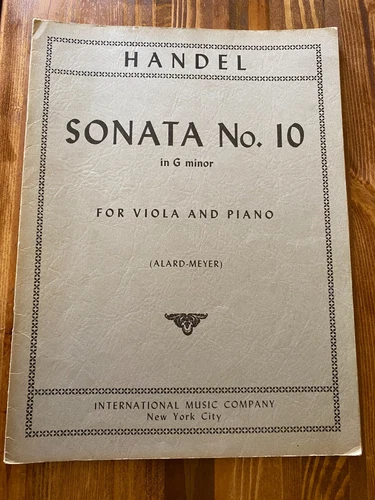 HANDEL
SONATA No. 10
in G minor
FOR VIOLA AND PIANO
(ALARD-MEYER)
INTERNATIONAL MUSIC COMPANY
New York City